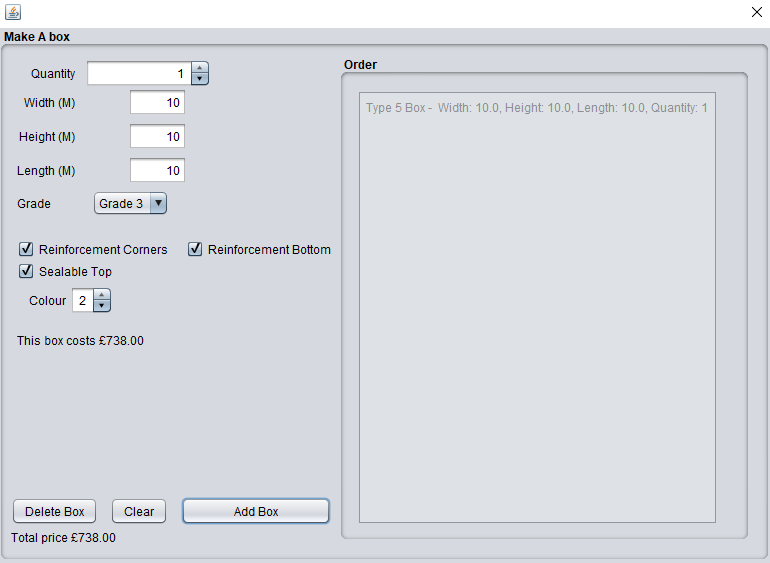 Make A box
Quantity 1
Width (M) 10
Height (M) 10
Length (M) 10
Grade Grade 3
Reinforcement Corners Reinforcement Bottom
Sealable Top
Colour 2
This box costs £738.00
Delete Box Clear Add Box
Total price £738.00
Order
Type 5 Box - Width: 10.0, Height: 10.0, Length: 10.0, Quantity: 1